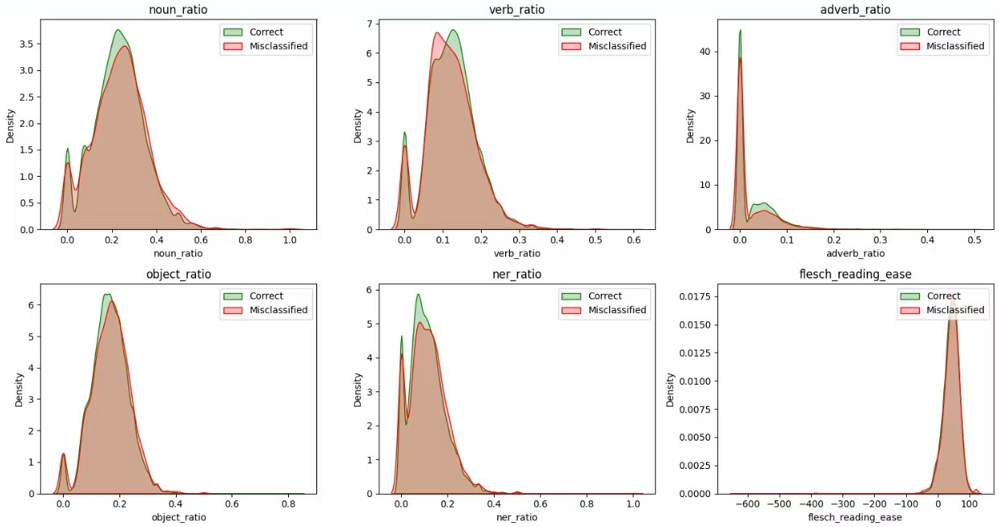 noun_ratio
Correct
Misclassified
Density
3.5
3.0
2.5
2.0
1.5
1.0
0.5
0.0
0.0 0.2 0.4 0.6 0.8 1.0
noun_ratio
verb_ratio
Correct
Misclassified
Density
7
6
5
4
3
2
1
0
0.0 0.1 0.2 0.3 0.4 0.5 0.6
verb_ratio
adverb_ratio
Correct
Misclassified
Density
40
30
20
10
0
0.0 0.1 0.2 0.3 0.4 0.5
adverb_ratio
object_ratio
Correct
Misclassified
Density
6
5
4
3
2
1
0
0.0 0.2 0.4 0.6 0.8
object_ratio
ner_ratio
Correct
Misclassified
Density
6
5
4
3
2
1
0
0.0 0.2 0.4 0.6 0.8 1.0
ner_ratio
flesch_reading_ease
Correct
Misclassified
Density
0.0175
0.0150
0.0125
0.0100
0.0075
0.0050
0.0025
0.0000
−600 −500 −400 −300 −200 −100 0 100
flesch_reading_ease